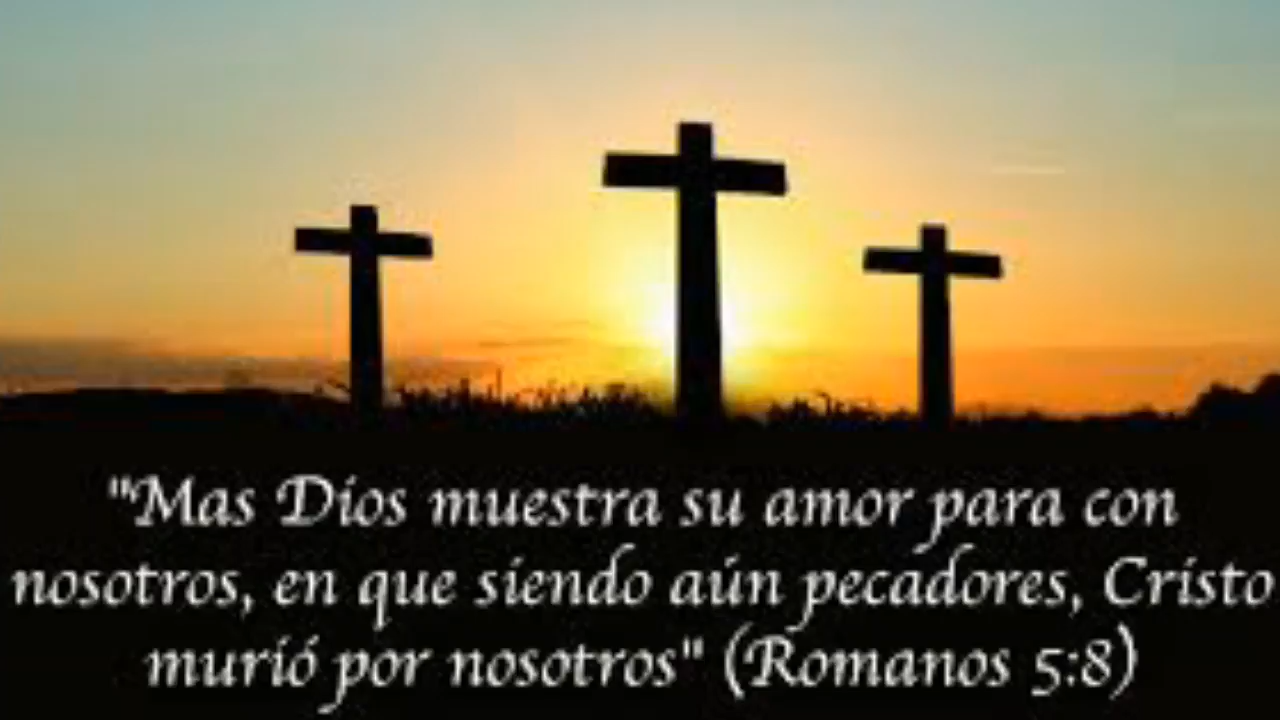 "Mas Dios muestra su amor para con
nosotros, en que siendo aún pecadores, Cristo
murió por nosotros" (Romanos 5:8)